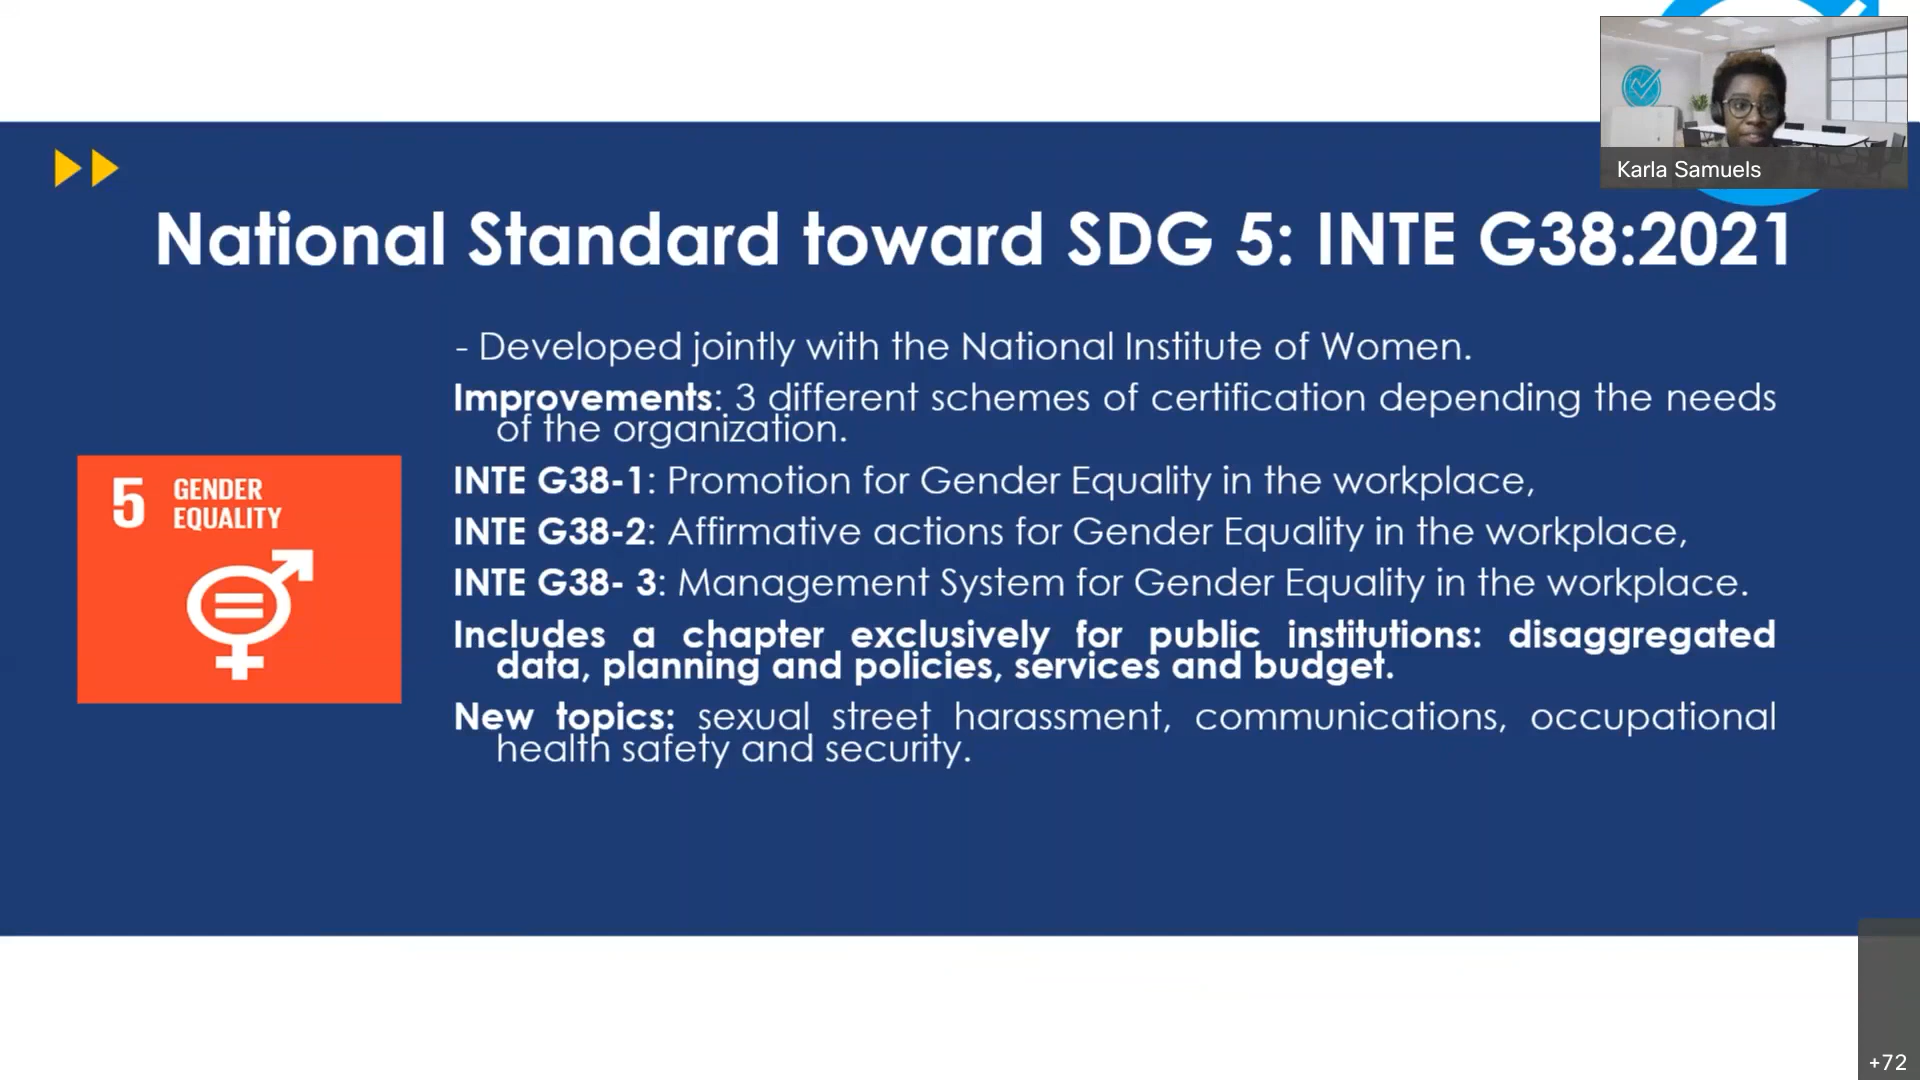 Karla Samuels
National Standard toward SDG 5: INTE G38:2021
- Developed jointly with the National Institute of Women.
Improvements: 3 different schemes of certification depending the needs
of the organization.
INTE G38-1: Promotion for Gender Equality in the workplace,
INTE G38-2: Affirmative actions for Gender Equality in the workplace,
INTE G38- 3: Management System for Gender Equality in the workplace.
Includes a chapter exclusively for public institutions: disaggregated
data, planning and policies, services and budget.
New topics: sexual street harassment, communications, occupational
health safety and security.
5 GENDER
EQUALITY
+72